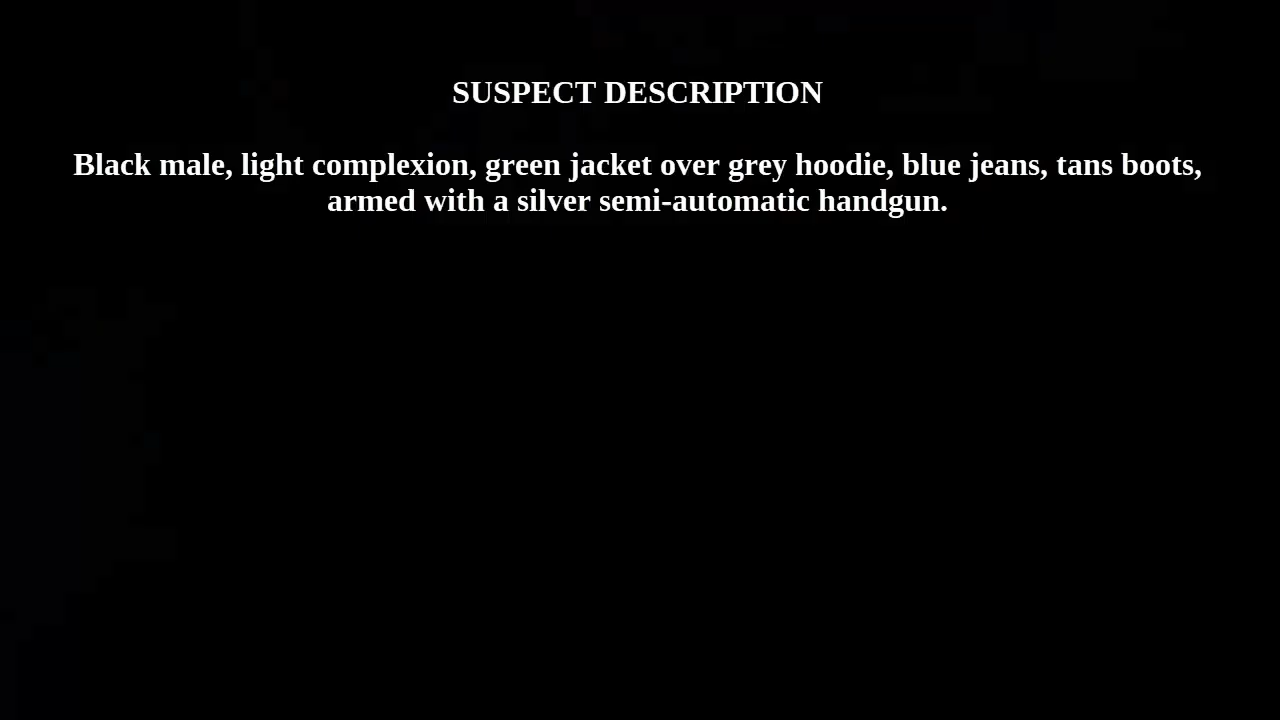 SUSPECT DESCRIPTION
Black male, light complexion, green jacket over grey hoodie, blue jeans, tans boots,
armed with a silver semi-automatic handgun.